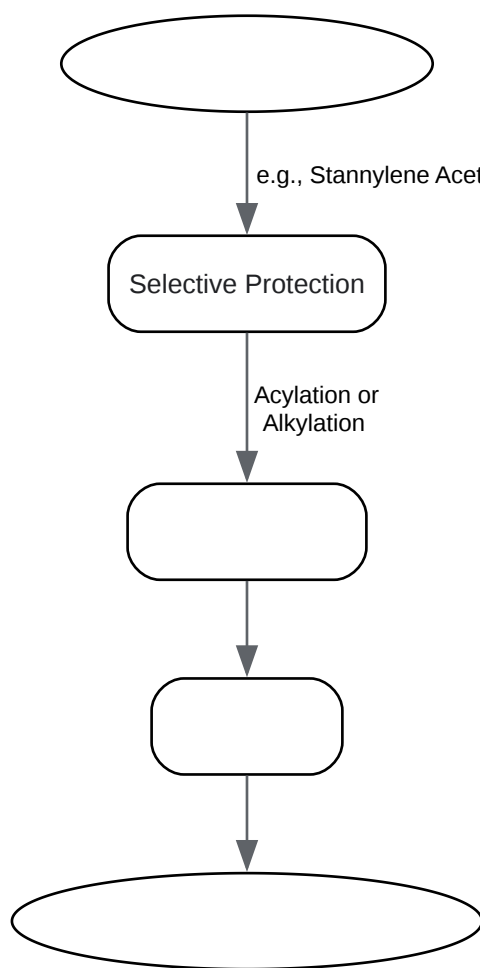 e.g., Stannylene Acet
Selective Protection
Acylation or
Alkylation